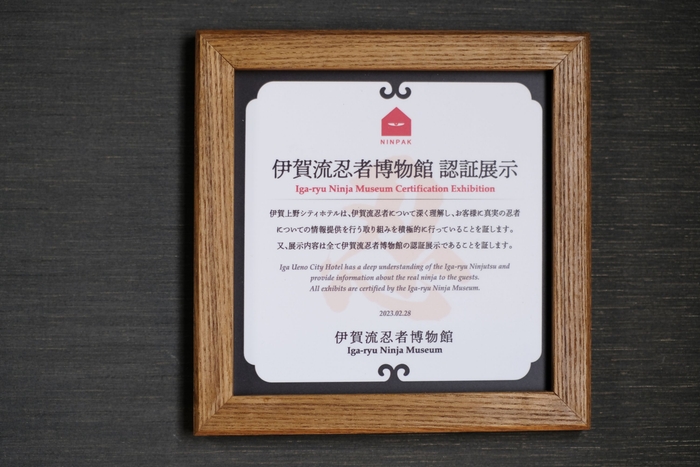 NINPAK
伊賀流忍者博物館 認証展示
Iga-ryu Ninja Museum Certification Exhibition
伊賀上野シティホテルは、伊賀流忍者について深く理解し、お客様に真実の忍者
についての情報提供を行う取り組みを積極的に行っていることを証します。
又、展示内容は全て伊賀流忍者博物館の認証展示であることを証します。
Iga Ueno City Hotel has a deep understanding of the Iga-ryu Ninjutsu and
provide information about the real ninja to the guests.
All exhibits are certified by the Iga-ryu Ninja Museum.
2023.02.28
伊賀流忍者博物館
Iga-ryu Ninja Museum